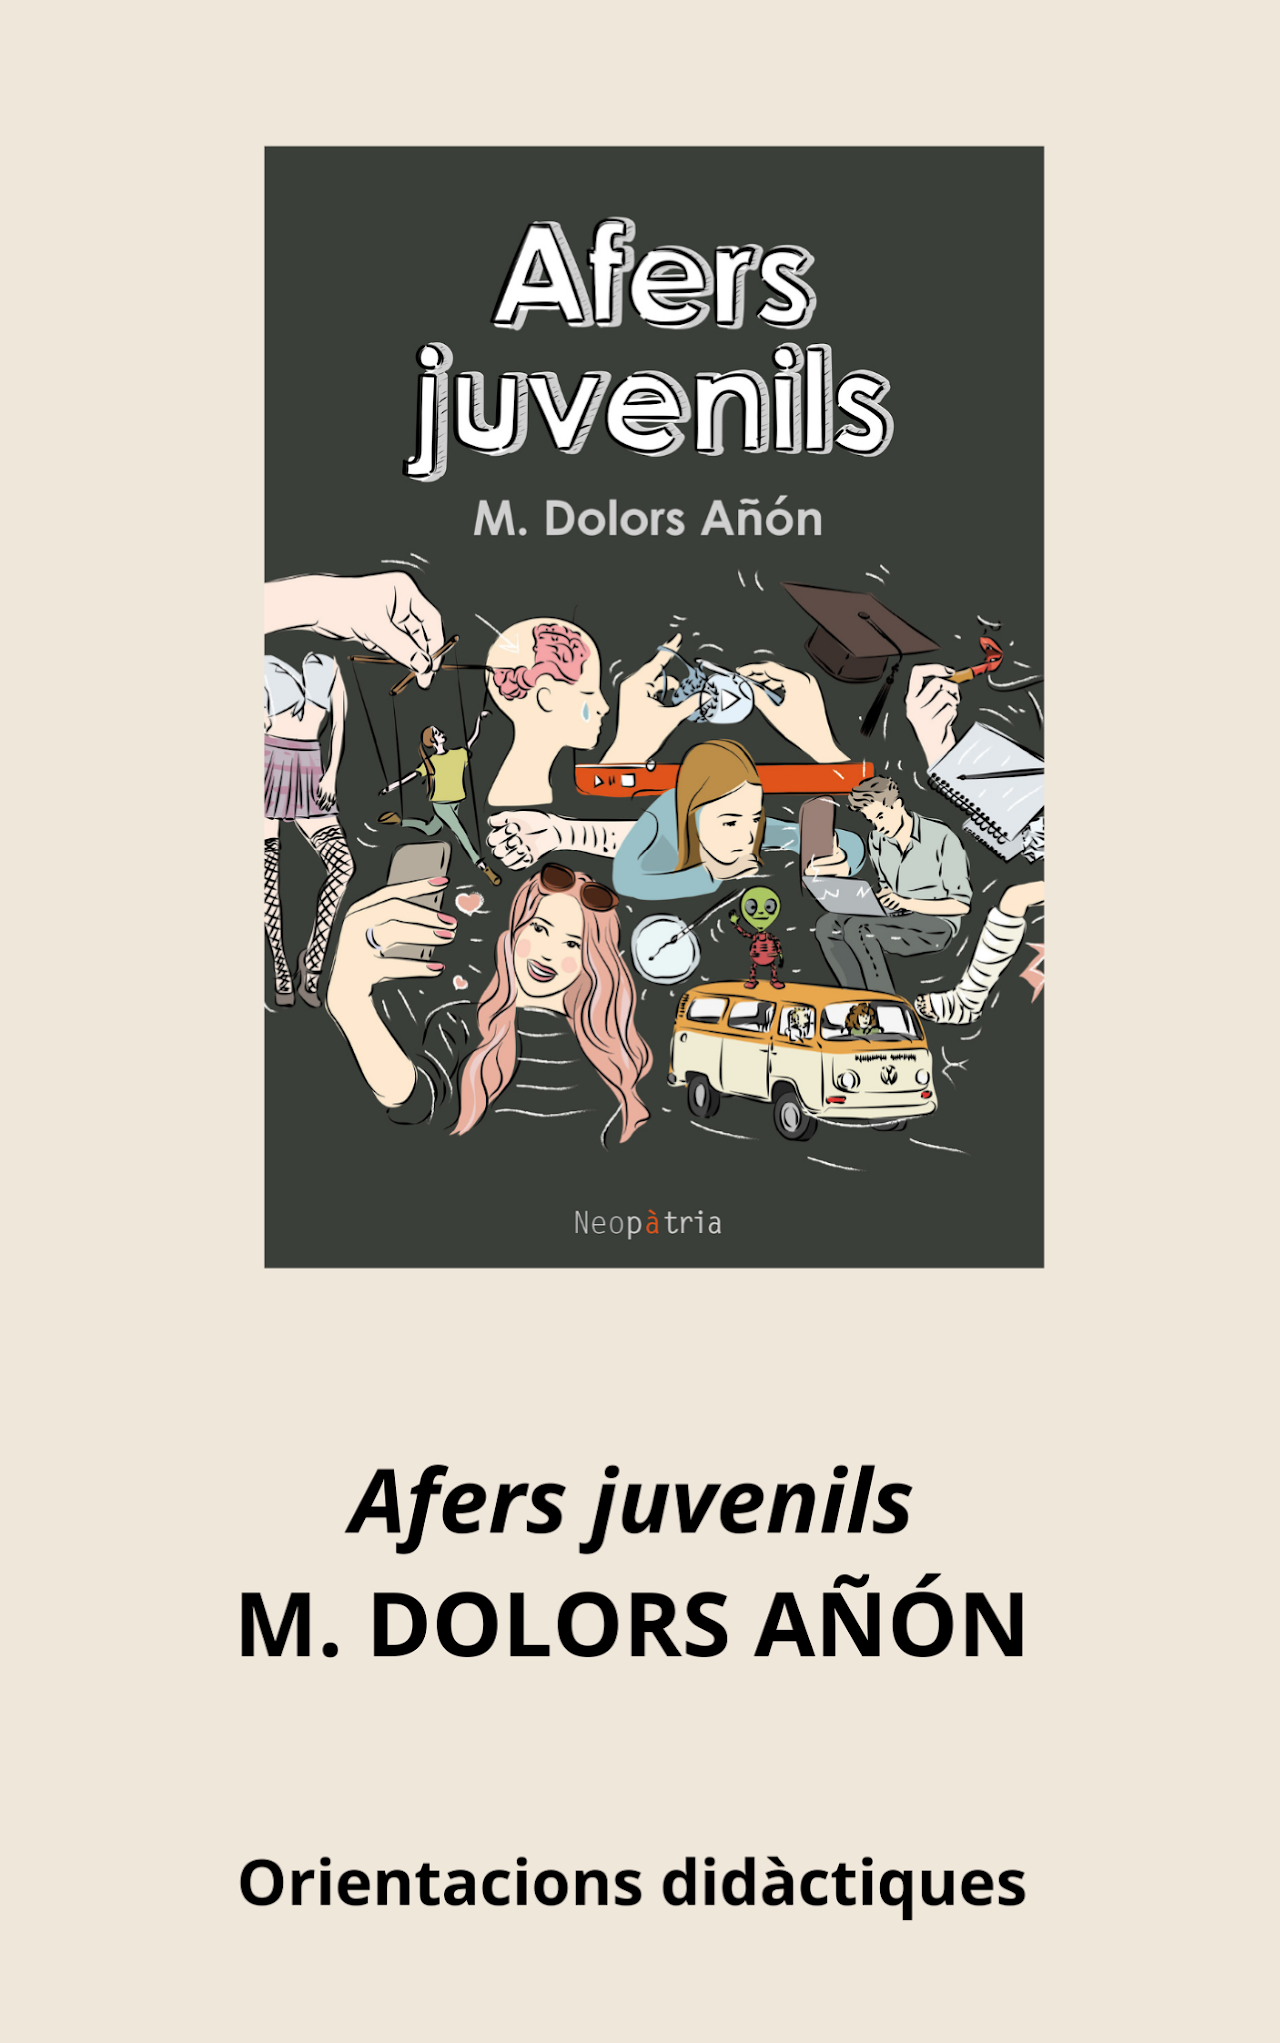 Afers
juvenils
M. Dolors Añón
Neopàtria
Afers juvenils
M. DOLORS AÑÓN
Orientacions didàctiques